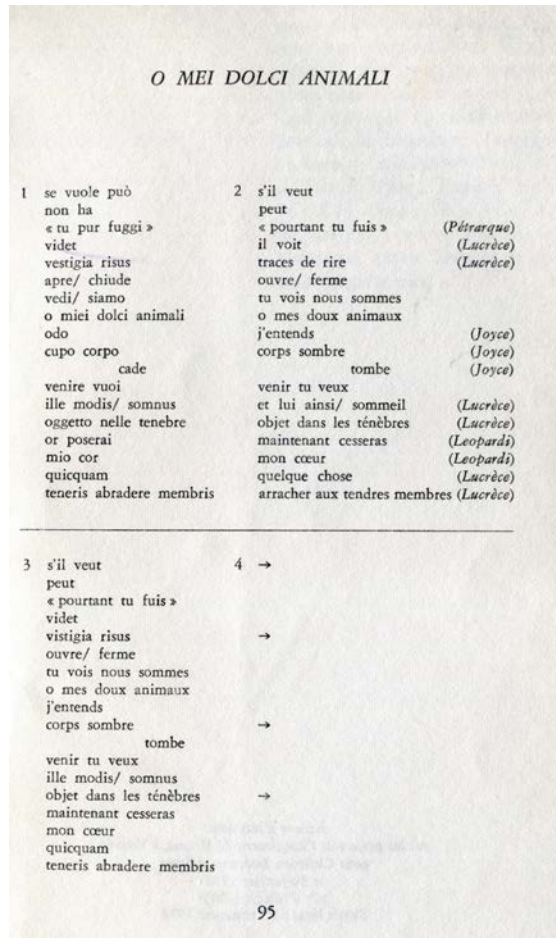 O MEI DOLCI ANIMALI
1 se vuole può
non ha
« tu pur fuggi »
videt
vestigia risus
apre/ chiude
vedi/ siamo
o miei dolci animali
odo
cupo corpo
cade
venire vuoi
ille modis/ somnus
oggetto nelle tenebre
or poserai
mio cor
quicquam
teneris abradere membris
2 s'il veut
peut
« pourtant tu fuis » (Pétrarque)
il voit (Lucrèce)
traces de rire (Lucrèce)
ouvre/ ferme
tu vois nous sommes
o mes doux animaux
j'entends (Joyce)
corps sombre (Joyce)
tombe (Joyce)
venir tu veux
et lui ainsi/ sommeil (Lucrèce)
objet dans les ténèbres (Lucrèce)
maintenant cesseras (Leopardi)
mon cœur (Leopardi)
quelque chose (Lucrèce)
arracher aux tendres membres (Lucrèce)
3 s'il veut
peut
« pourtant tu fuis »
videt
vistigia risus
ouvre/ ferme
tu vois nous sommes
o mes doux animaux
j'entends
corps sombre
tombe
venir tu veux
ille modis/ somnus
objet dans les ténèbres
maintenant cesseras
mon cœur
quicquam
teneris abradere membris
4 →
→
→
→
95